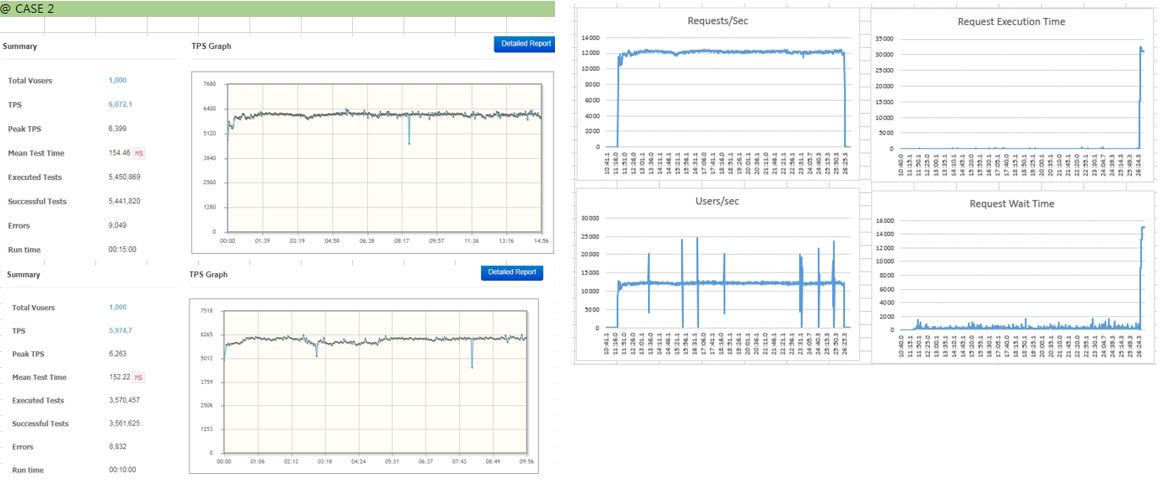 @ CASE 2
Summary
TPS Graph
Detailed Report
Total Vusers 1,000
TPS 6,072.1
Peak TPS 6,399
Mean Test Time 154.46 MS
Executed Tests 5,450,869
Successful Tests 5,441,820
Errors 9,049
Run time 00:15:00
7680
6400
5120
3840
2560
1280
0
00:00 01:39 03:19 04:58 06:38 08:17 09:57 11:36 13:16 14:56
Summary
TPS Graph
Detailed Report
Total Vusers 1,000
TPS 5,974.7
Peak TPS 6,263
Mean Test Time 152.22 MS
Executed Tests 3,570,457
Successful Tests 3,561,625
Errors 8,832
Run time 00:10:00
7518
6265
5012
3759
2506
1253
0
00:00 01:06 02:12 03:18 04:24 05:31 06:37 07:43 08:49 09:56
Requests/Sec
14000
12000
10000
8000
6000
4000
2000
0
Request Execution Time
35000
30000
25000
20000
15000
10000
5000
0
Users/sec
30000
25000
20000
15000
10000
5000
0
Request Wait Time
16000
14000
12000
10000
8000
6000
4000
2000
0